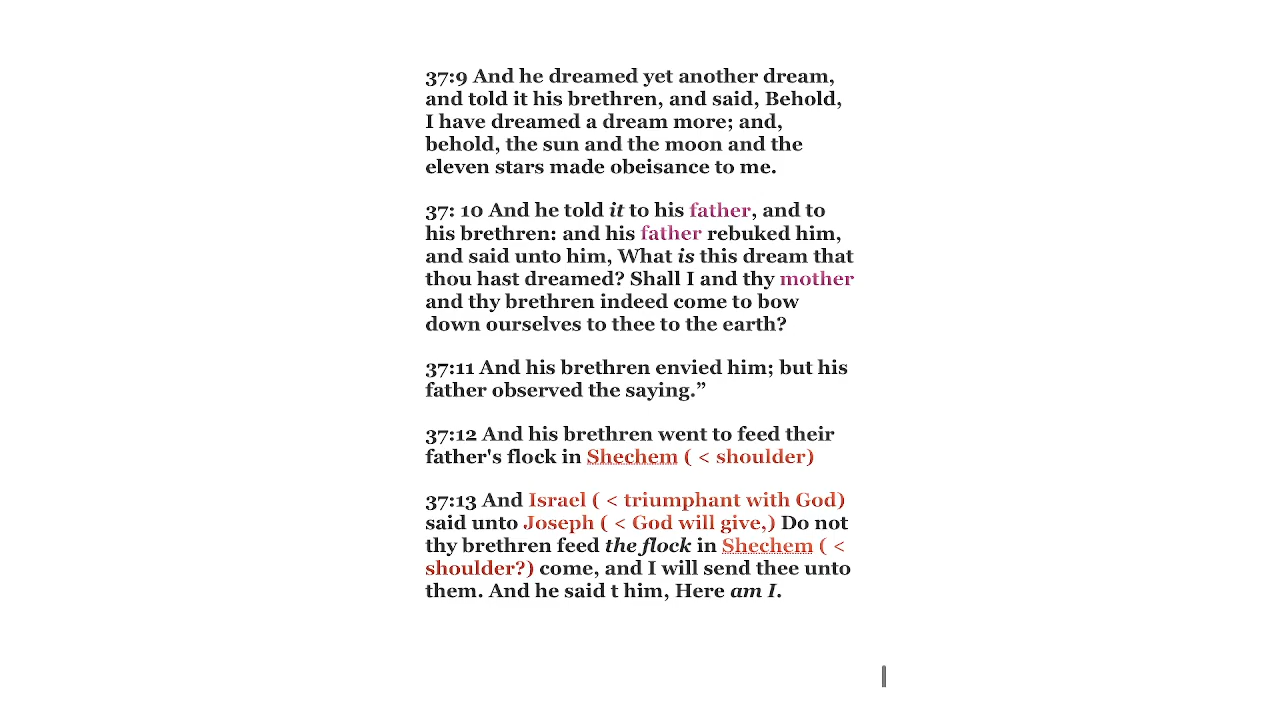 37:9 And he dreamed yet another dream,
and told it his brethren, and said, Behold,
I have dreamed a dream more; and,
behold, the sun and the moon and the
eleven stars made obeisance to me.
37: 10 And he told it to his father, and to
his brethren: and his father rebuked him,
and said unto him, What is this dream that
thou hast dreamed? Shall I and thy mother
and thy brethren indeed come to bow
down ourselves to thee to the earth?
37:11 And his brethren envied him; but his
father observed the saying.”
37:12 And his brethren went to feed their
father's flock in Shechem ( < shoulder)
37:13 And Israel ( < triumphant with God)
said unto Joseph ( < God will give,) Do not
thy brethren feed the flock in Shechem ( <
shoulder?) come, and I will send thee unto
them. And he said t him, Here am I.